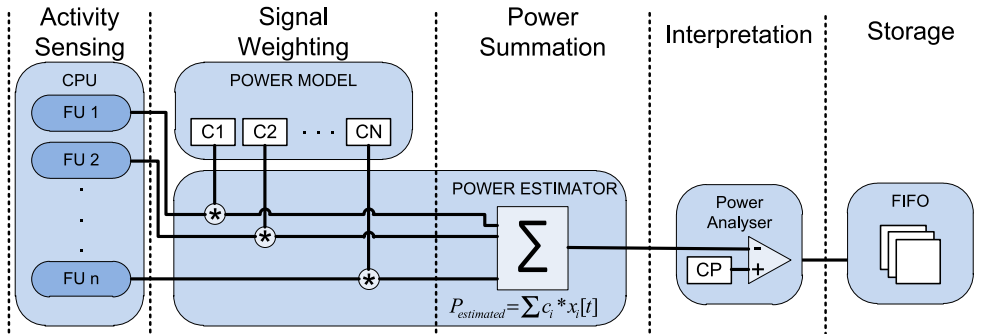 Activity
Sensing
Signal
Weighting
Power
Summation
Interpretation
Storage
CPU
FU 1
FU 2
FU n
POWER MODEL
C1 C2 . . . CN
POWER ESTIMATOR
*
*
*
∑
P_estimated = ∑ c_i * x_i[t]
Power
Analyser
CP
-
+
FIFO